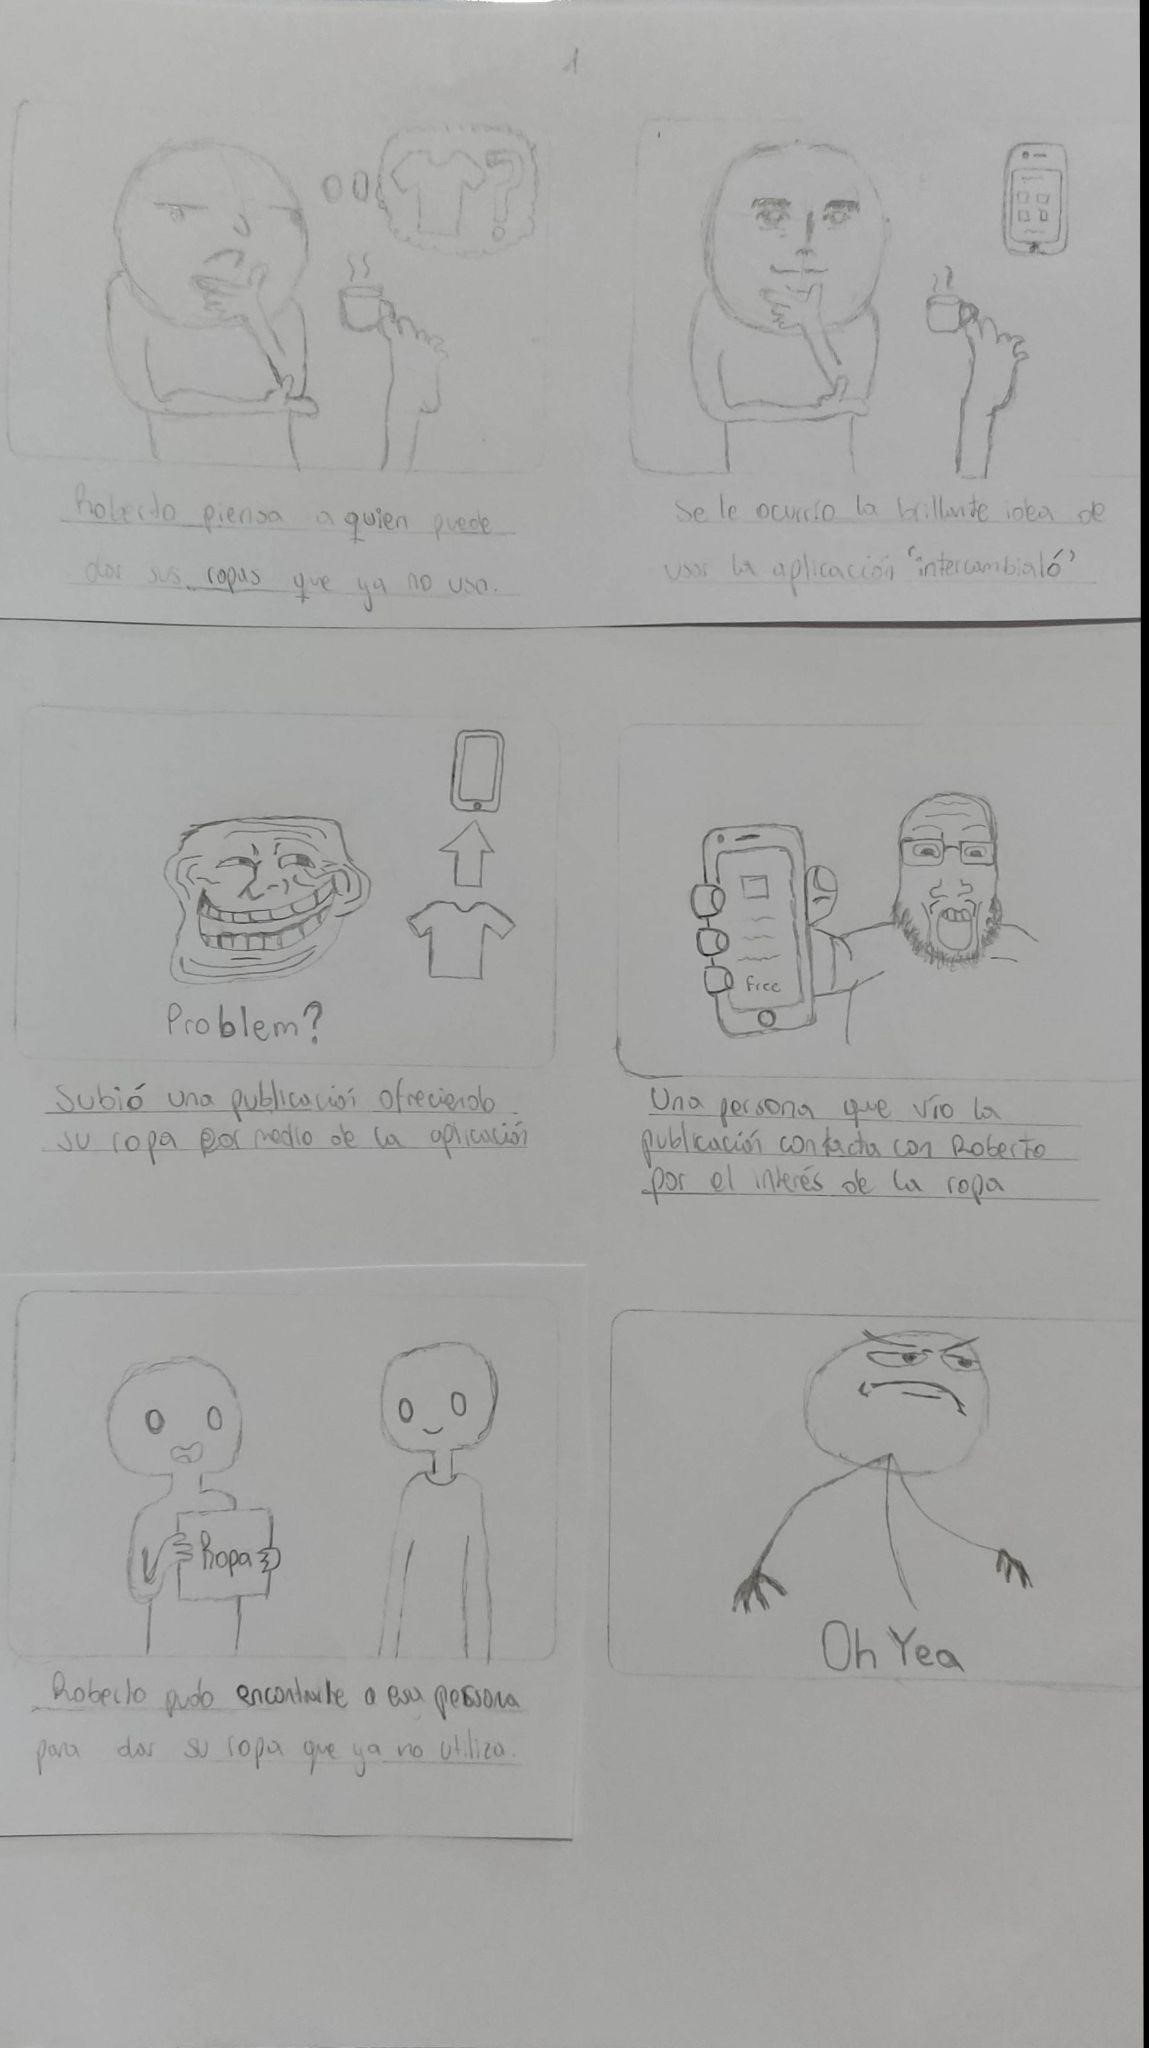 1
?
Roberto piensa a quien puede
dar sus ropas que ya no usa.
Se le ocurrio la brillante idea de
usar la aplicación "intercambialó"
Problem?
Subió una publicación ofreciendo
su ropa por medio de la aplicación
Free
Una persona que vio la
publicación contacta con Roberto
por el interés de la ropa
Ropa
Roberto pudo encontrarle a esa persona
para dar su ropa que ya no utiliza.
Oh Yea